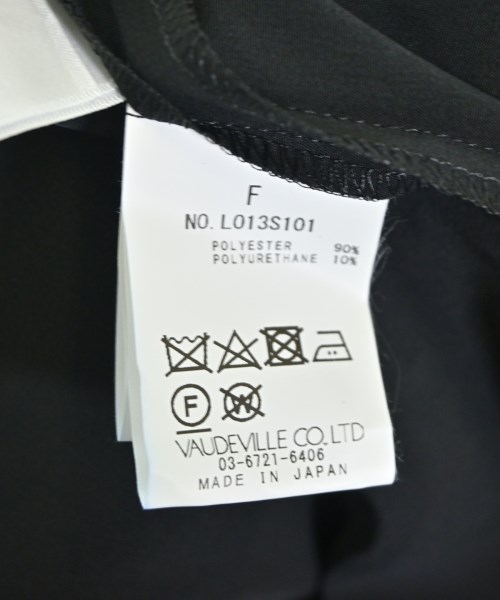 F
NO. L013S101
POLYESTER 90%
POLYURETHANE 10%
F W
VAUDEVILLE CO.,LTD
03-6721-6406
MADE IN JAPAN